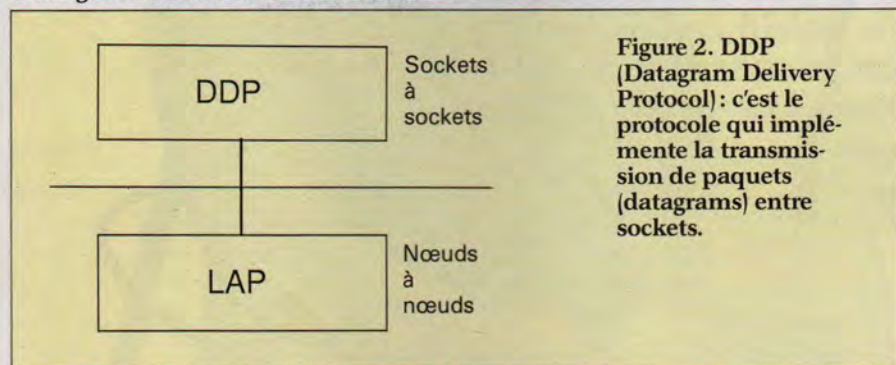 DDP
Sockets
à
sockets
LAP
Nœuds
à
nœuds
Figure 2. DDP
(Datagram Delivery
Protocol) : c'est le
protocole qui implé-
mente la transmis-
sion de paquets
(datagrams) entre
sockets.